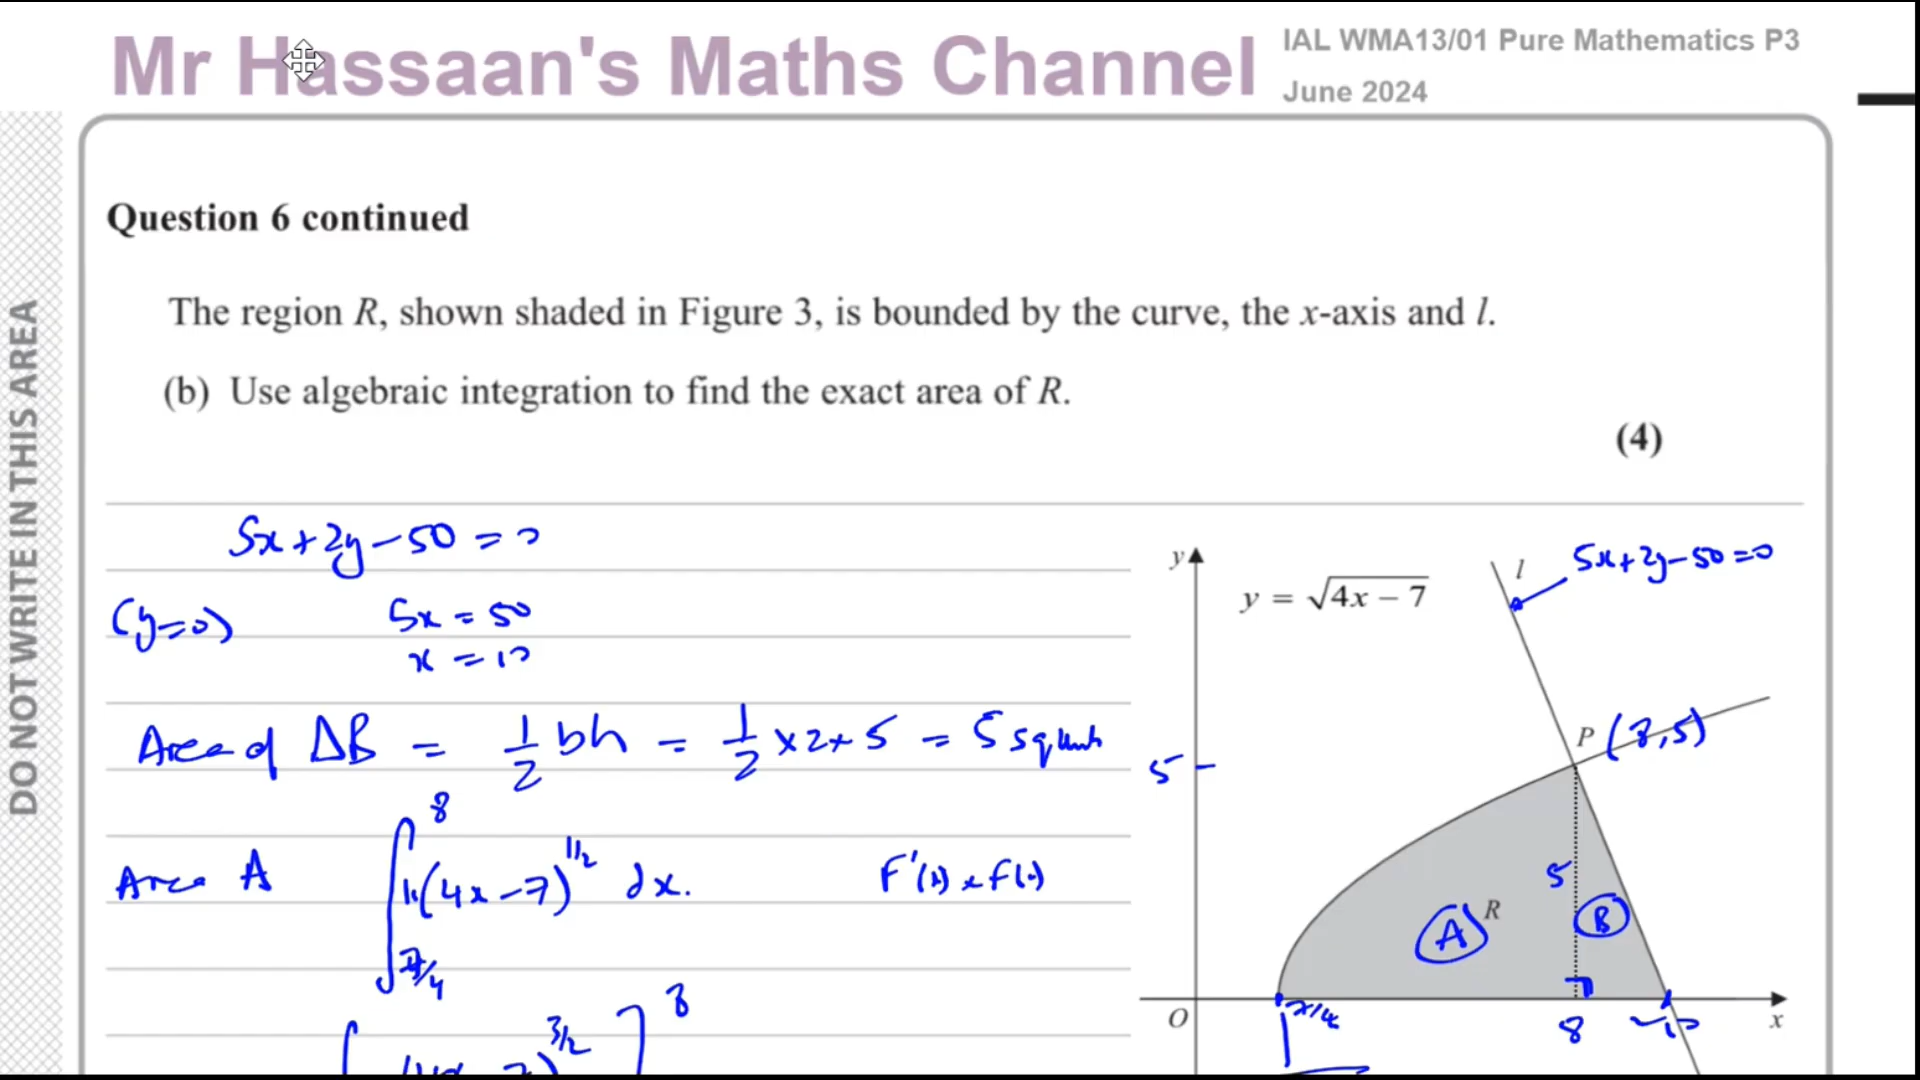 Mr Hassaan's Maths Channel
IAL WMA13/01 Pure Mathematics P3
June 2024
DO NOT WRITE IN THIS AREA
Question 6 continued
The region R, shown shaded in Figure 3, is bounded by the curve, the x-axis and l.
(b) Use algebraic integration to find the exact area of R.
(4)
5x+2y-50=0
(y=0) 5x = 50
x = 10
Area of ΔB = 1/2 bh = 1/2 x 2 x 5 = 5 sq units
Area A ∫ 8 7/4 (4x-7)^1/2 dx. F'(x) x f(x)
3/2 ] 8
y
y = √4x − 7
l
5x+2y-50=0
P (8,5)
5
5
A R B
O 7/4 8 10 x